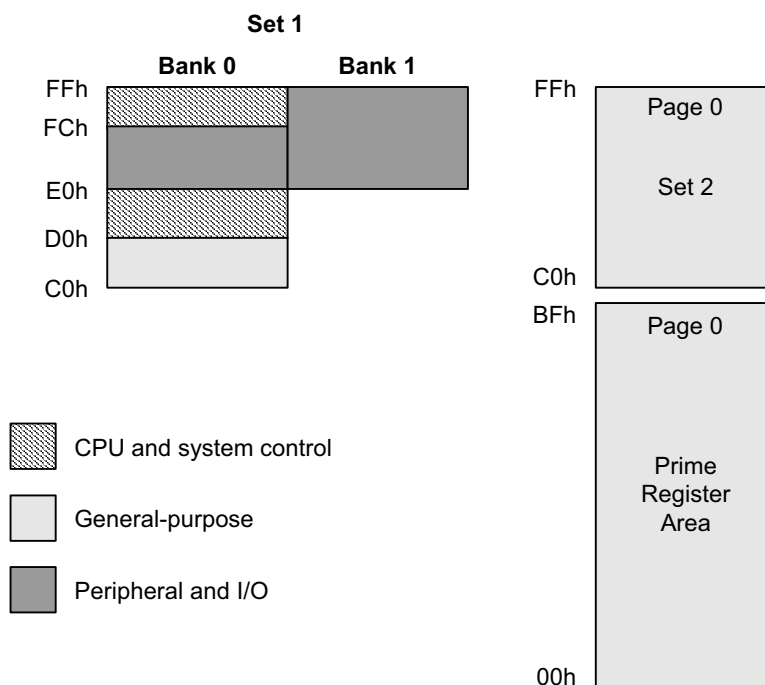 Set 1
Bank 0 Bank 1
FFh
FCh
E0h
D0h
C0h
FFh
Page 0
Set 2
C0h
BFh
Page 0
Prime
Register
Area
00h
CPU and system control
General-purpose
Peripheral and I/O